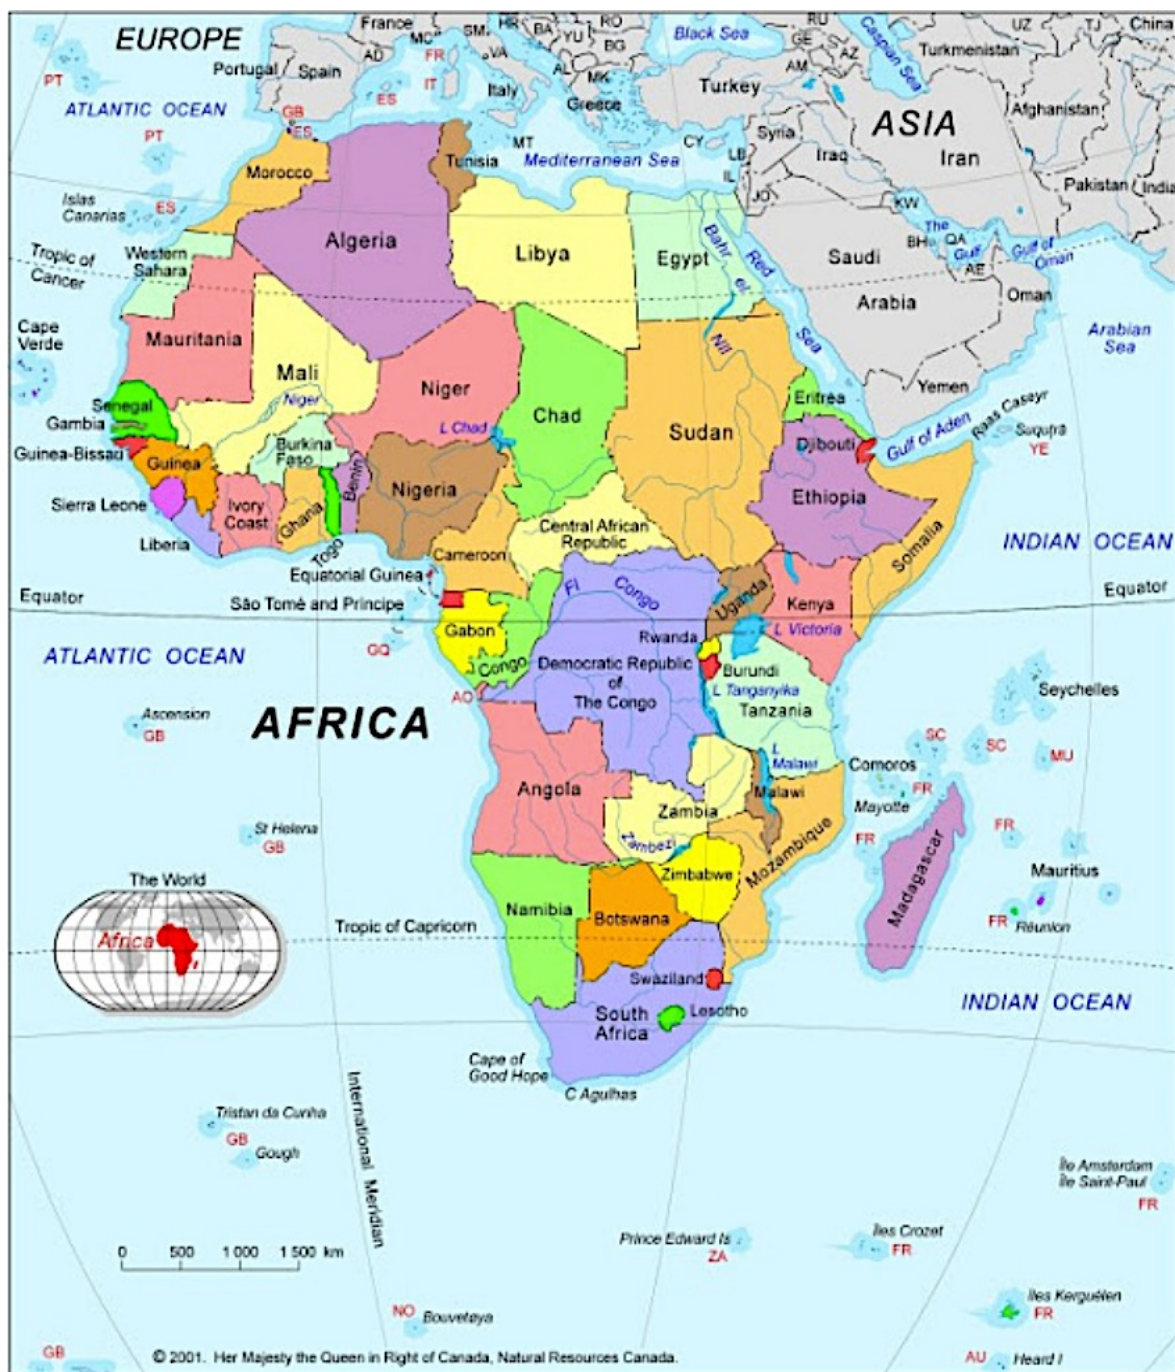 EUROPE
France
MC
SM
HR
BA
YU
RO
BG
Black Sea
RU
GE
AZ
AM
Caspian Sea
UZ
TJ
China
Turkmenistan
Portugal
Spain
AD
FR
IT
VA
AL
MK
Italy
Greece
Turkey
PT
ES
GB
ES
ATLANTIC OCEAN
PT
MT
Mediterranean Sea
CY
LB
IL
Syria
JO
Iraq
ASIA
Iran
Afghanistan
Pakistan
India
KW
Morocco
Tunisia
Islas
Canarias
ES
Algeria
Libya
Egypt
Bahr el
Nil
Red
Sea
Saudi
Arabia
BH
QA
The
Gulf
AE
Gulf of
Oman
Oman
Western
Sahara
Tropic of
Cancer
Arabian
Sea
Cape
Verde
Mauritania
Mali
Niger
Niger
Chad
L Chad
Sudan
Eritrea
Yemen
Gulf of Aden
Raas Caseyr
Suquṭrā
YE
Senegal
Gambia
Guinea-Bissau
Guinea
Burkina
Faso
Benin
Nigeria
Djibouti
Ethiopia
Sierra Leone
Ivory
Coast
Ghana
Togo
Liberia
Central African
Republic
Cameroon
Somalia
INDIAN OCEAN
Equatorial Guinea
Equator
Equator
São Tomé and Príncipe
Fl
Congo
Uganda
Kenya
L Victoria
Gabon
GQ
Congo
Rwanda
ATLANTIC OCEAN
Democratic Republic
of
The Congo
Burundi
L Tanganyika
Tanzania
AO
Seychelles
Ascension
GB
AFRICA
SC
SC
MU
L
Malawi
Comoros
FR
Mayotte
Angola
Zambia
Malawi
Zambezi
Mozambique
FR
FR
St Helena
GB
Zimbabwe
Madagascar
Mauritius
FR
Réunion
The World
Africa
Namibia
Botswana
Tropic of Capricorn
Swaziland
South
Africa
Lesotho
INDIAN OCEAN
Cape of
Good Hope
C Agulhas
International Meridian
Tristan da Cunha
GB
Gough
Île Amsterdam
Île Saint-Paul
FR
0 500 1 000 1 500 km
Prince Edward Is
ZA
Îles Crozet
FR
Îles Kerguélen
FR
NO
Bouvetøya
GB
© 2001. Her Majesty the Queen in Right of Canada, Natural Resources Canada.
AU
Heard I